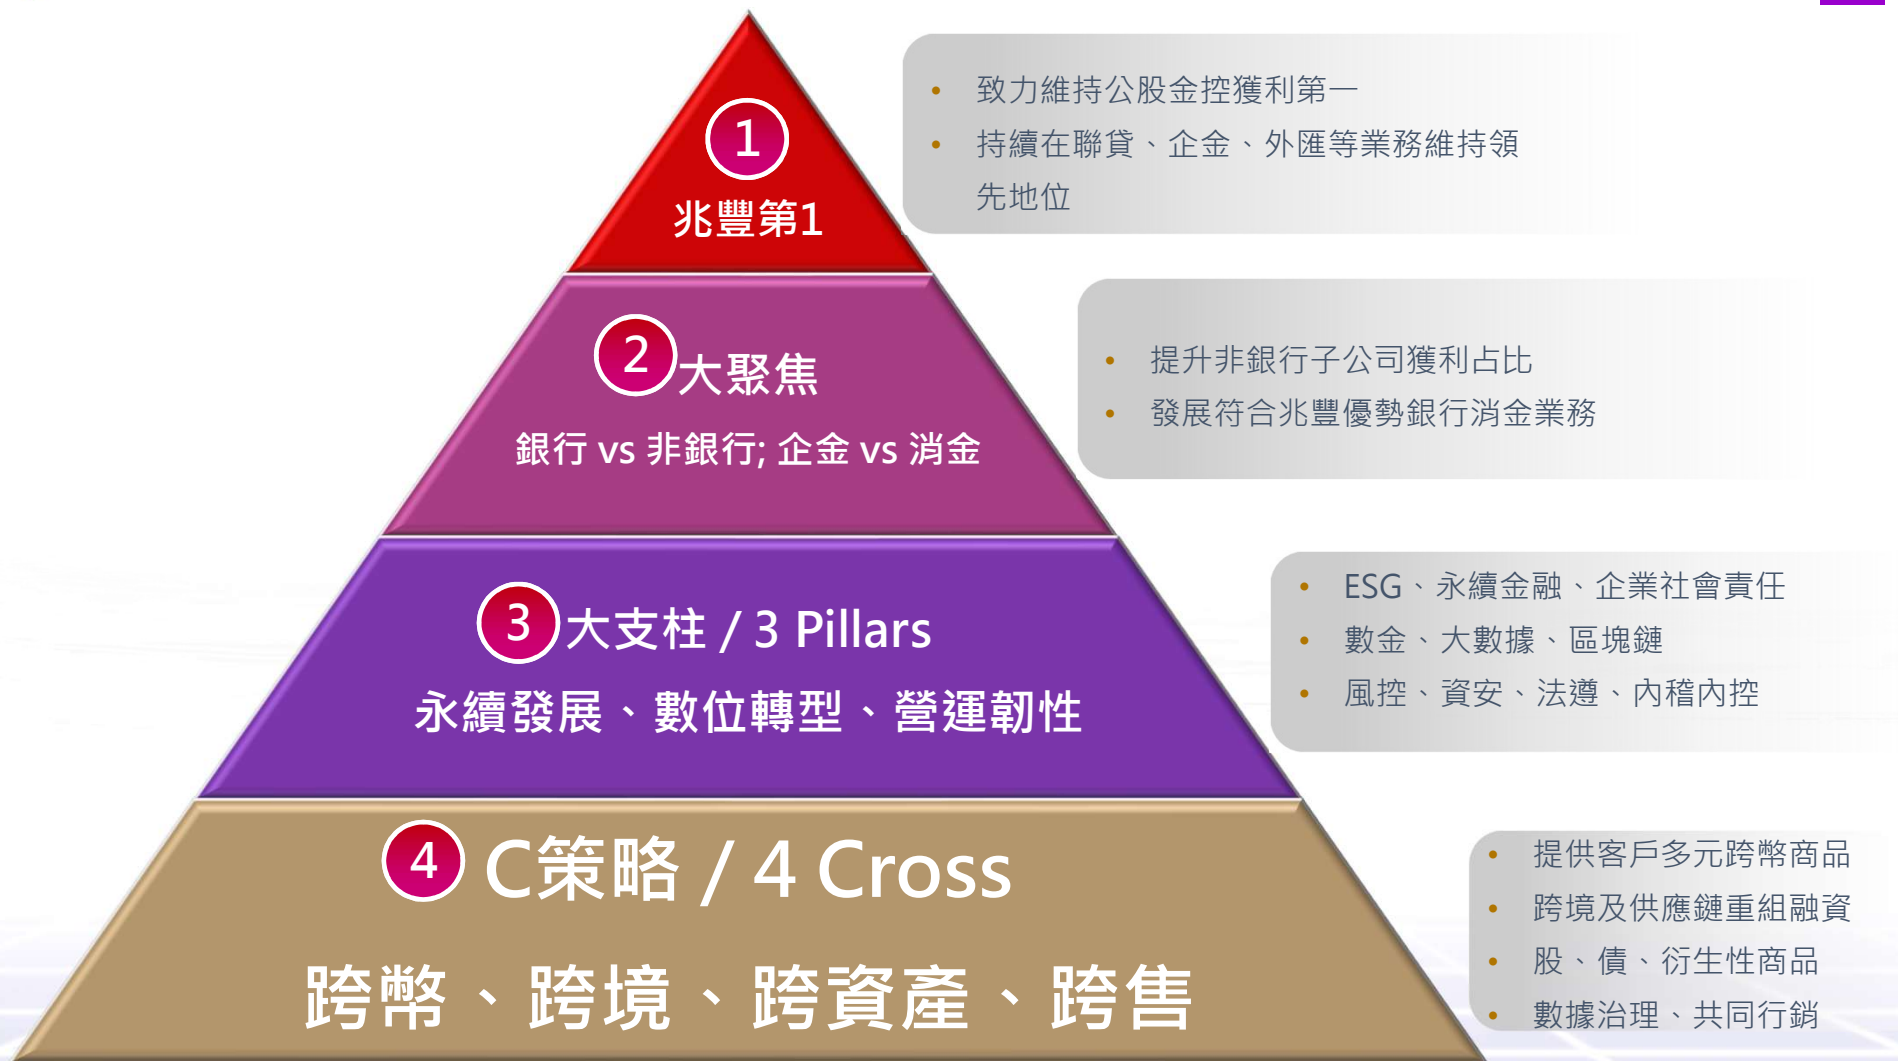 1
兆豐第1
• 致力維持公股金控獲利第一
• 持續在聯貸、企金、外匯等業務維持領
先地位
2 大聚焦
銀行 vs 非銀行; 企金 vs 消金
• 提升非銀行子公司獲利占比
• 發展符合兆豐優勢銀行消金業務
3 大支柱 / 3 Pillars
永續發展、數位轉型、營運韌性
• ESG、永續金融、企業社會責任
• 數金、大數據、區塊鏈
• 風控、資安、法遵、內稽內控
4 C策略 / 4 Cross
跨幣、跨境、跨資產、跨售
• 提供客戶多元跨幣商品
• 跨境及供應鏈重組融資
• 股、債、衍生性商品
• 數據治理、共同行銷